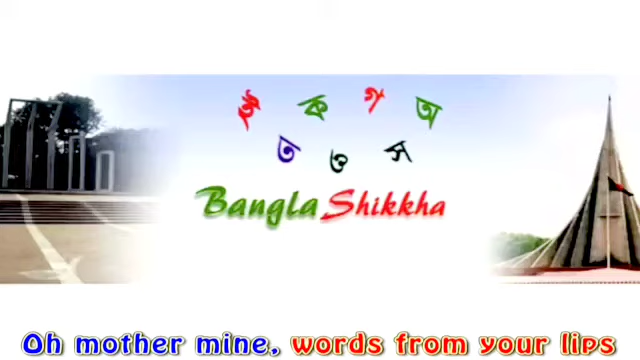 ই ক গ অ
ত ও স
Bangla Shikkha
Oh mother mine, words from your lips